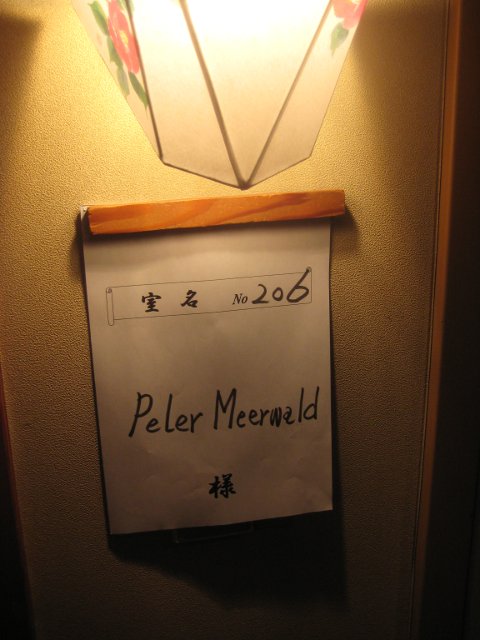 室名 No 206
Peler Meerwald
様